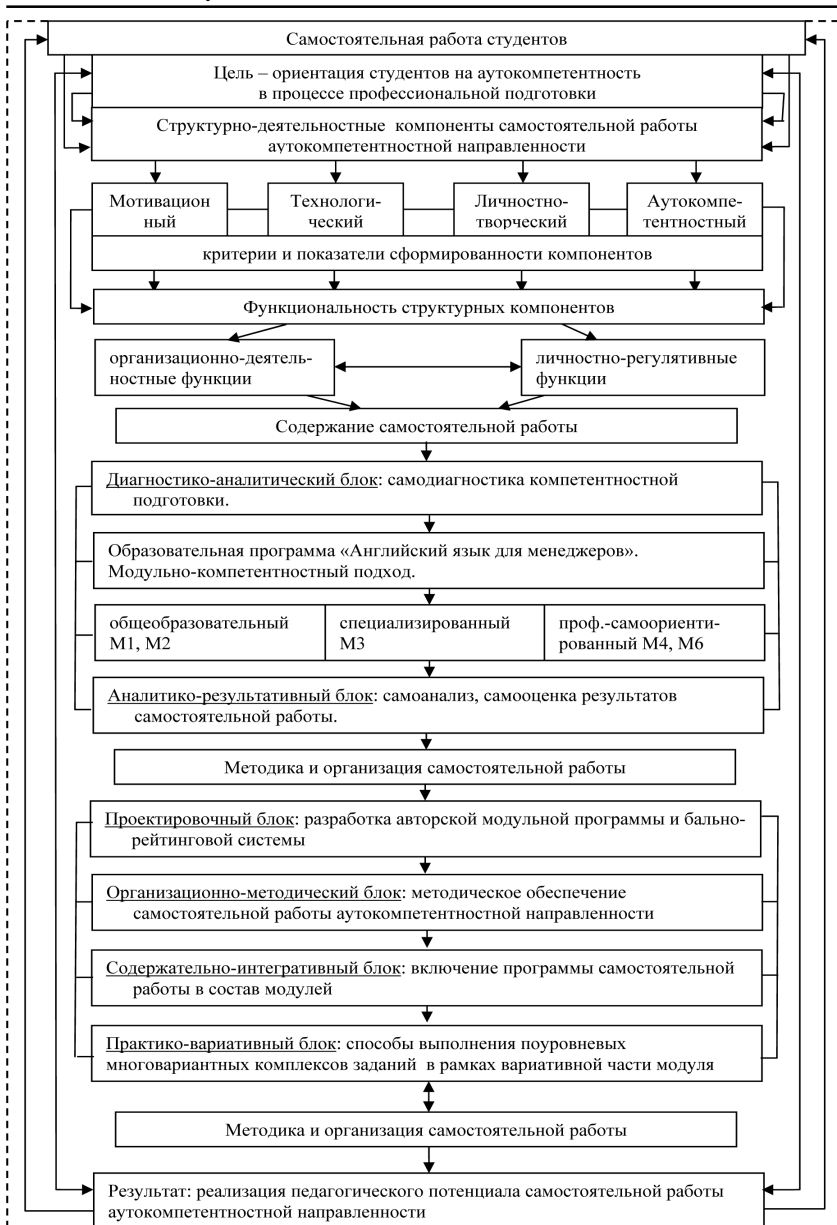 Самостоятельная работа студентов
Цель – ориентация студентов на аутокомпетентность
в процессе профессиональной подготовки
Структурно-деятельностные компоненты самостоятельной работы
аутокомпетентностной направленности
Мотивацион
ный
Технологи-
ческий
Личностно-
творческий
Аутокомпе-
тентностный
критерии и показатели сформированности компонентов
Функциональность структурных компонентов
организационно-деятель-
ностные функции
личностно-регулятивные
функции
Содержание самостоятельной работы
Диагностико-аналитический блок: самодиагностика компетентностной
подготовки.
Образовательная программа «Английский язык для менеджеров».
Модульно-компетентностный подход.
общеобразовательный
М1, М2
специализированный
М3
проф.-самоориенти-
рованный М4, М6
Аналитико-результативный блок: самоанализ, самооценка результатов
самостоятельной работы.
Методика и организация самостоятельной работы
Проектировочный блок: разработка авторской модульной программы и бально-
рейтинговой системы
Организационно-методический блок: методическое обеспечение
самостоятельной работы аутокомпетентностной направленности
Содержательно-интегративный блок: включение программы самостоятельной
работы в состав модулей
Практико-вариативный блок: способы выполнения поуровневых
многовариантных комплексов заданий в рамках вариативной части модуля
Методика и организация самостоятельной работы
Результат: реализация педагогического потенциала самостоятельной работы
аутокомпетентностной направленности